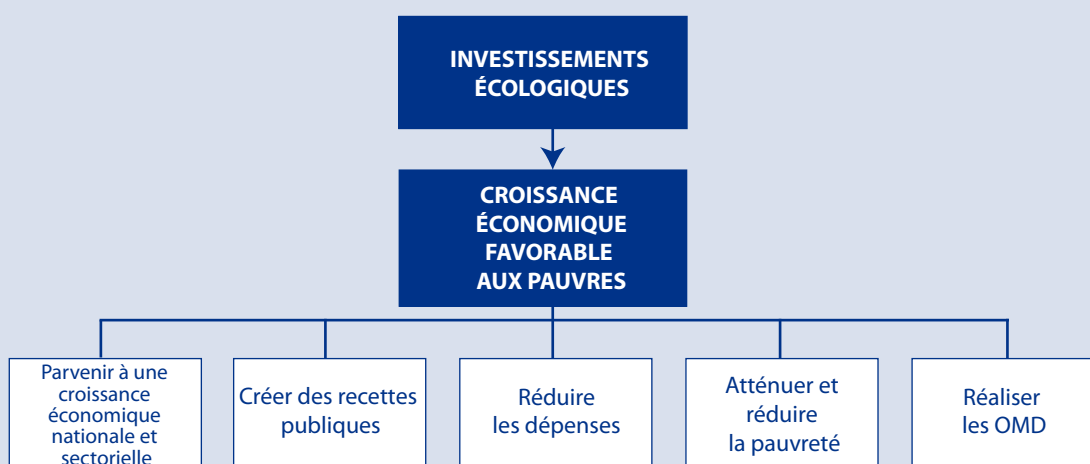 INVESTISSEMENTS
ÉCOLOGIQUES
CROISSANCE
ÉCONOMIQUE
FAVORABLE
AUX PAUVRES
Parvenir à une
croissance
économique
nationale et
sectorielle
Créer des recettes
publiques
Réduire
les dépenses
Atténuer et
réduire
la pauvreté
Réaliser
les OMD